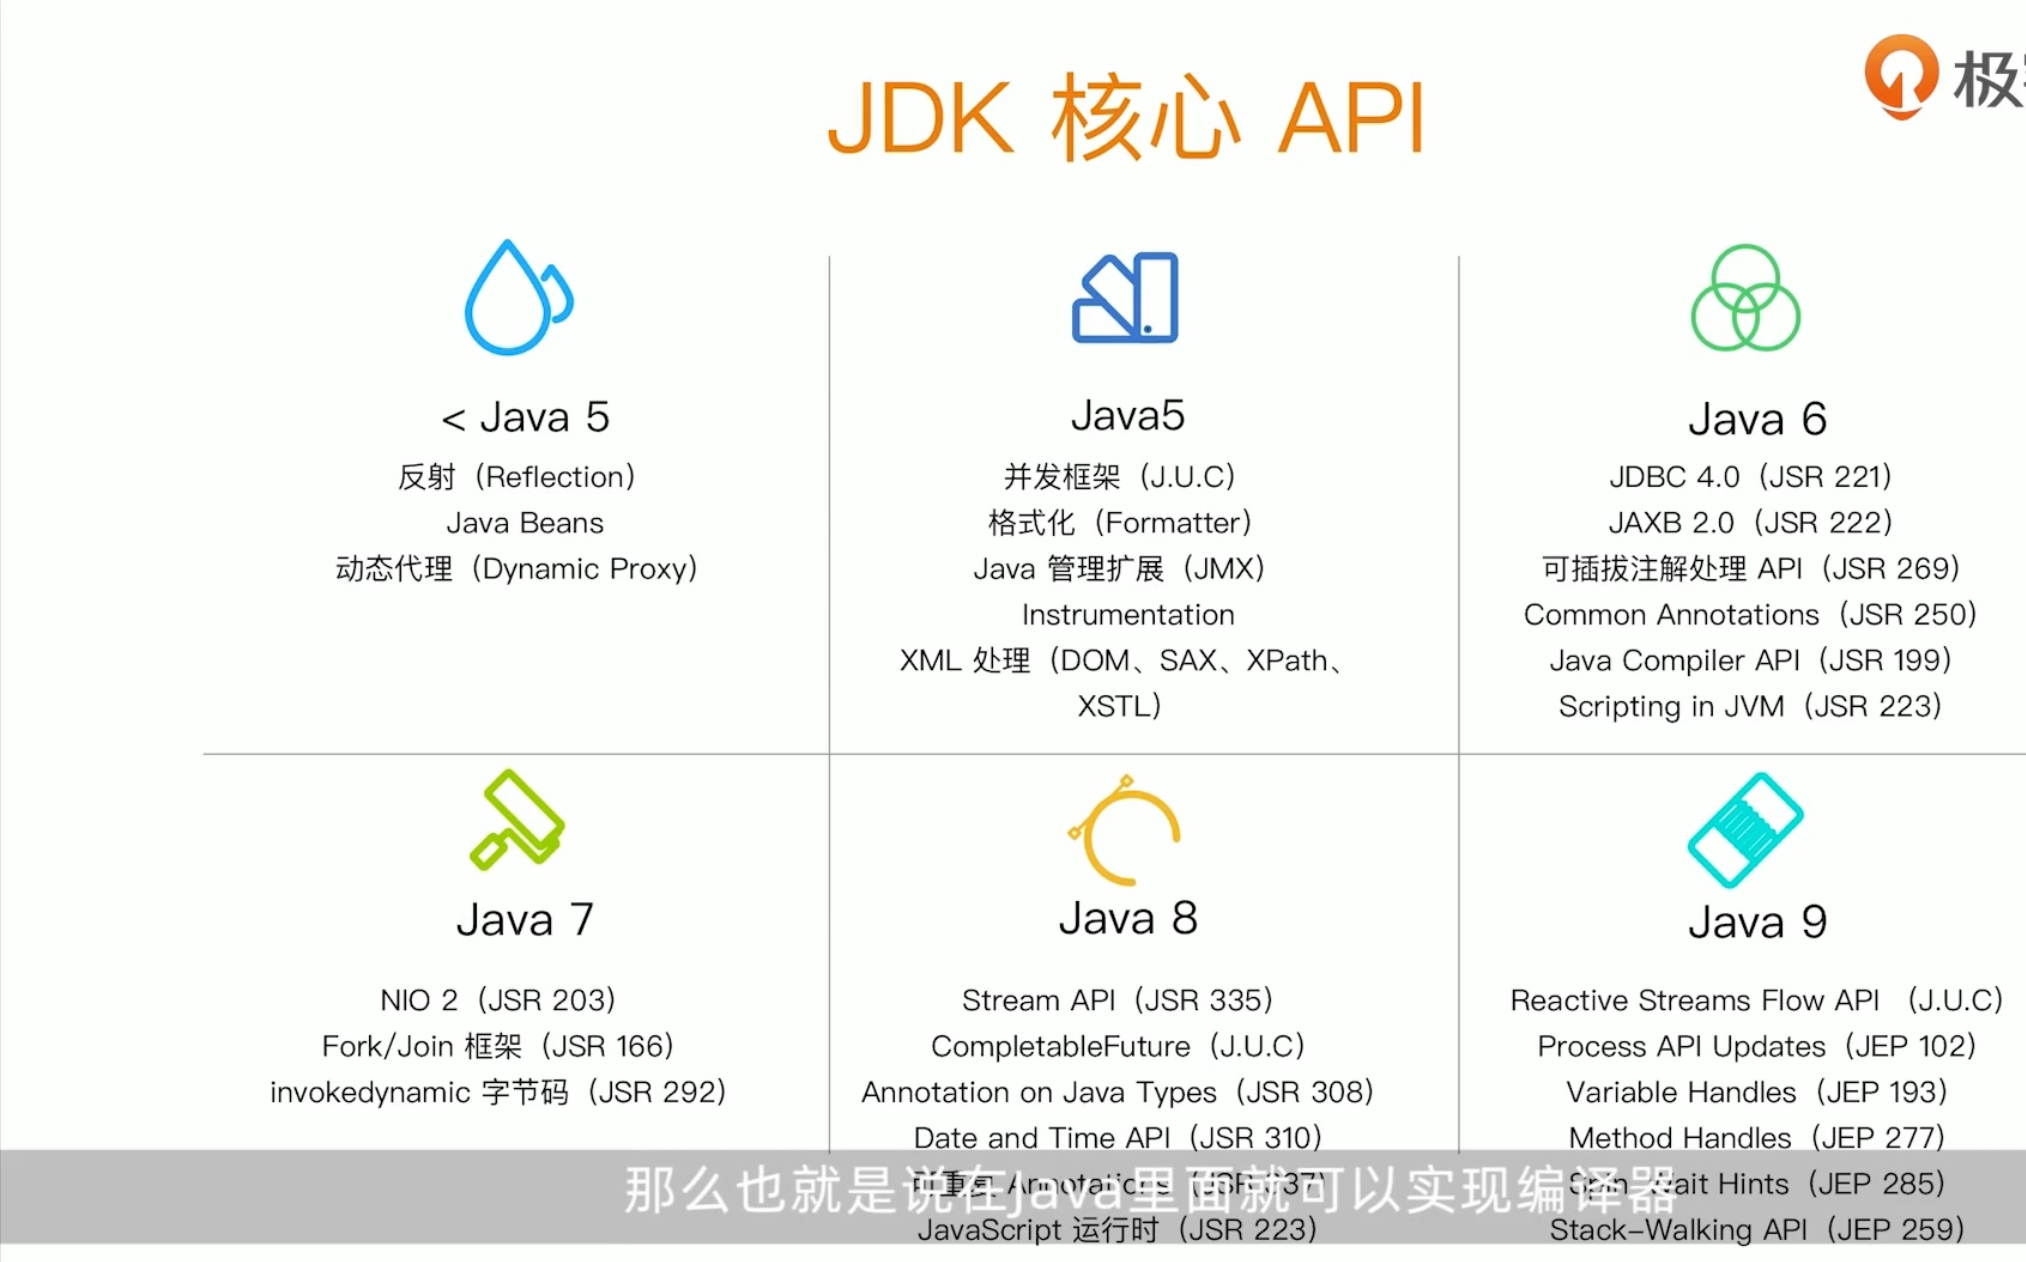 JDK 核心 API
极客
< Java 5
反射（Reflection）
Java Beans
动态代理（Dynamic Proxy）
Java5
并发框架（J.U.C）
格式化（Formatter）
Java 管理扩展（JMX）
Instrumentation
XML 处理（DOM、SAX、XPath、
XSTL）
Java 6
JDBC 4.0（JSR 221）
JAXB 2.0（JSR 222）
可插拔注解处理 API（JSR 269）
Common Annotations（JSR 250）
Java Compiler API（JSR 199）
Scripting in JVM（JSR 223）
Java 7
NIO 2（JSR 203）
Fork/Join 框架（JSR 166）
invokedynamic 字节码（JSR 292）
Java 8
Stream API（JSR 335）
CompletableFuture（J.U.C）
Annotation on Java Types（JSR 308）
Date and Time API（JSR 310）
可重复 Annotations（JSR 337）
JavaScript 运行时（JSR 223）
Java 9
Reactive Streams Flow API （J.U.C）
Process API Updates（JEP 102）
Variable Handles（JEP 193）
Method Handles（JEP 277）
Spin-Wait Hints（JEP 285）
Stack-Walking API（JEP 259）
那么也就是说在Java里面就可以实现编译器